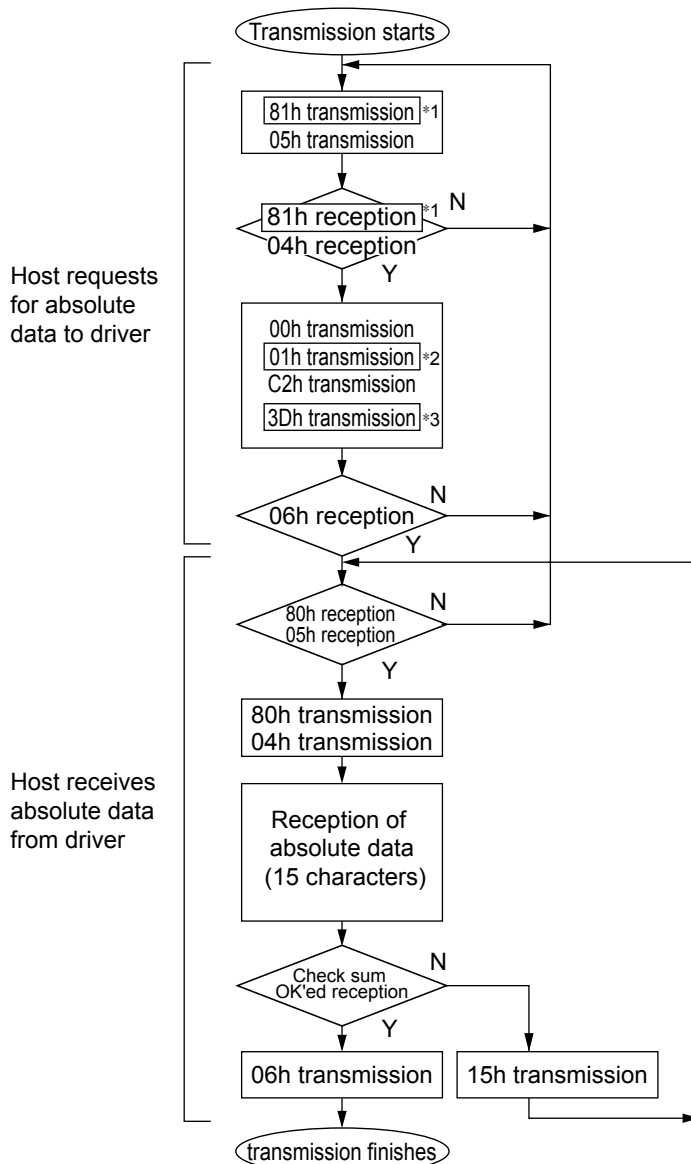 Transmission starts
81h transmission *1
05h transmission
81h reception *1
N
04h reception
Y
Host requests
for absolute
data to driver
00h transmission
01h transmission *2
C2h transmission
3Dh transmission *3
N
06h reception
Y
N
80h reception
05h reception
Y
80h transmission
04h transmission
Host receives
absolute data
from driver
Reception of
absolute data
(15 characters)
N
Check sum
OK'ed reception
Y
06h transmission
15h transmission
transmission finishes